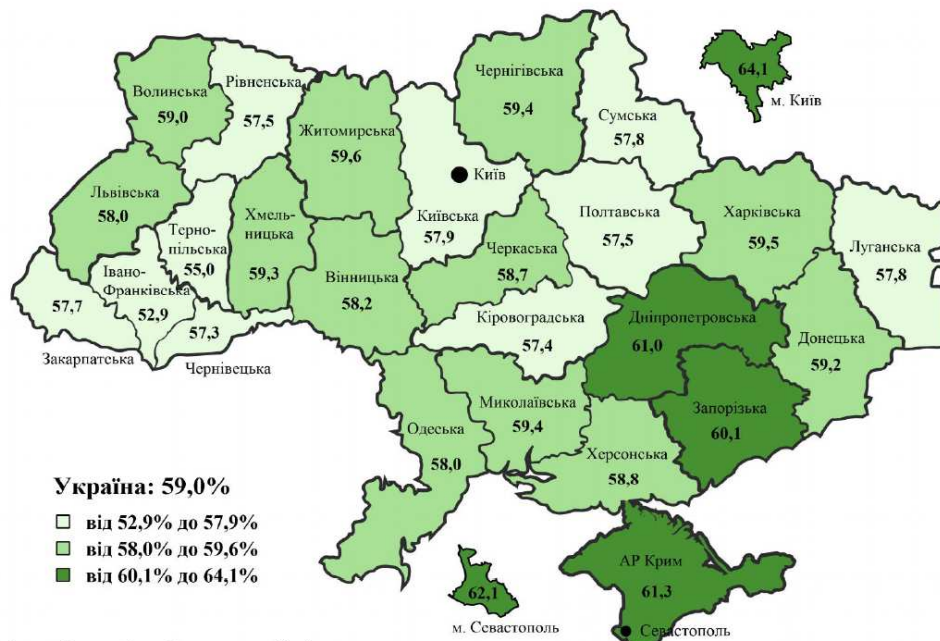 Волинська
59,0
Рівненська
57,5
Житомирська
59,6
Чернігівська
59,4
Сумська
57,8
64,1
м. Київ
Київ
Київська
57,9
Львівська
58,0
Терно-
пільська
55,0
Хмель-
ницька
59,3
Вінницька
58,2
Черкаська
58,7
Полтавська
57,5
Харківська
59,5
Луганська
57,8
57,7
Закарпатська
Івано-
Франківська
52,9
57,3
Чернівецька
Кіровоградська
57,4
Дніпропетровська
61,0
Донецька
59,2
Запорізька
60,1
Миколаївська
59,4
Одеська
58,0
Херсонська
58,8
Україна: 59,0%
від 52,9% до 57,9%
від 58,0% до 59,6%
від 60,1% до 64,1%
62,1
м. Севастополь
АР Крим
61,3
Севастополь